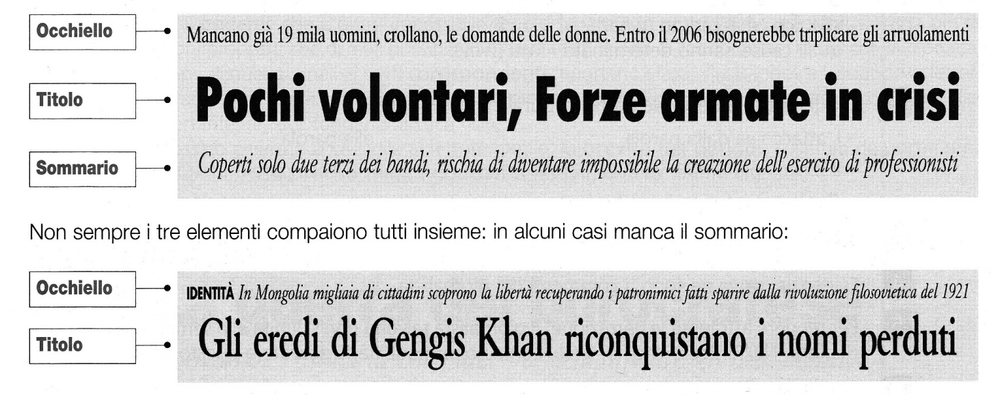 Occhiello
Mancano già 19 mila uomini, crollano, le domande delle donne. Entro il 2006 bisognerebbe triplicare gli arruolamenti
Titolo
Pochi volontari, Forze armate in crisi
Sommario
Coperti solo due terzi dei bandi, rischia di diventare impossibile la creazione dell'esercito di professionisti
Non sempre i tre elementi compaiono tutti insieme: in alcuni casi manca il sommario:
Occhiello
IDENTITÀ In Mongolia migliaia di cittadini scoprono la libertà recuperando i patronimici fatti sparire dalla rivoluzione filosovietica del 1921
Titolo
Gli eredi di Gengis Khan riconquistano i nomi perduti